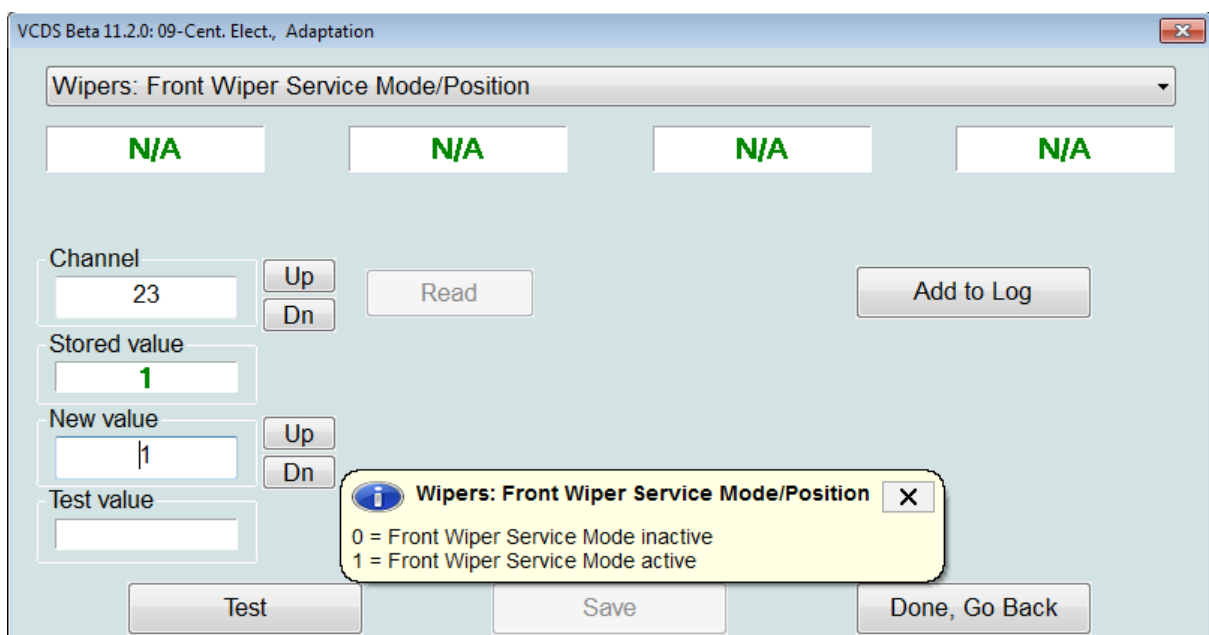 VCDS Beta 11.2.0: 09-Cent. Elect., Adaptation
Wipers: Front Wiper Service Mode/Position
N/A N/A N/A N/A
Channel
23 Up Read Add to Log
Dn
Stored value
1
New value
1 Up
Dn
Wipers: Front Wiper Service Mode/Position X
Test value
0 = Front Wiper Service Mode inactive
1 = Front Wiper Service Mode active
Test Save Done, Go Back